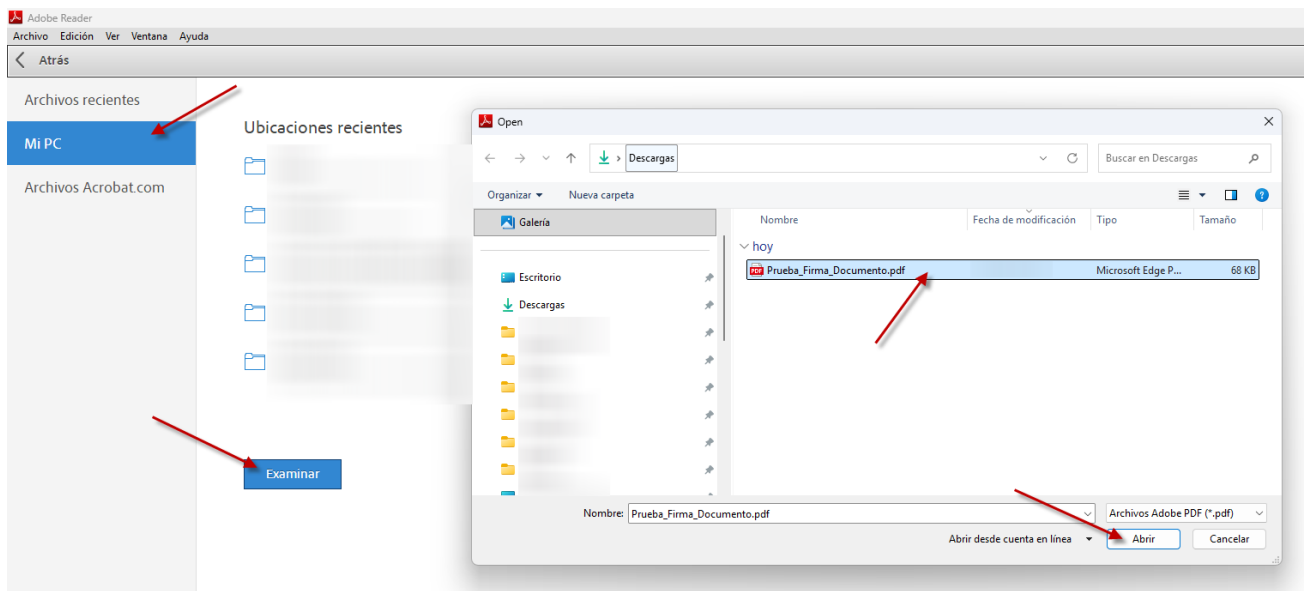 Adobe Reader
Archivo Edición Ver Ventana Ayuda
Atrás
Archivos recientes
Mi PC
Archivos Acrobat.com
Ubicaciones recientes
Examinar
Open
Descargas
Buscar en Descargas
Organizar Nueva carpeta
Galería
Escritorio
Descargas
Nombre Fecha de modificación Tipo Tamaño
hoy
PDF Prueba_Firma_Documento.pdf Microsoft Edge P... 68 KB
Nombre: Prueba_Firma_Documento.pdf Archivos Adobe PDF (*.pdf)
Abrir desde cuenta en línea Abrir Cancelar